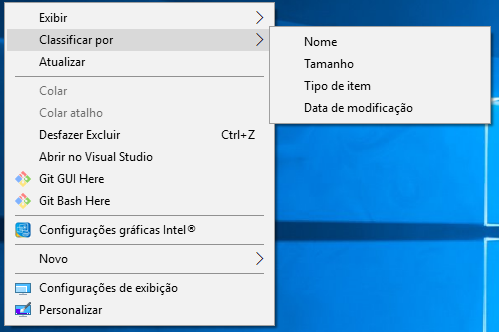 Exibir
Classificar por
Atualizar
Colar
Colar atalho
Desfazer Excluir Ctrl+Z
Abrir no Visual Studio
Git GUI Here
Git Bash Here
Configurações gráficas Intel®
Novo
Configurações de exibição
Personalizar
Nome
Tamanho
Tipo de item
Data de modificação